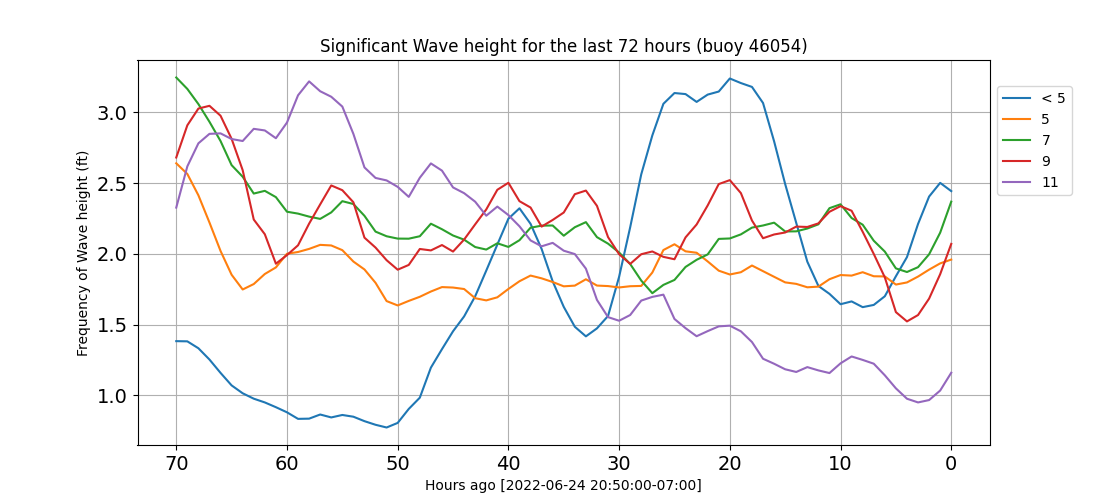 Significant Wave height for the last 72 hours (buoy 46054)
Frequency of Wave height (ft)
3.0
2.5
2.0
1.5
1.0
70 60 50 40 30 20 10 0
Hours ago [2022-06-24 20:50:00-07:00]
< 5
5
7
9
11